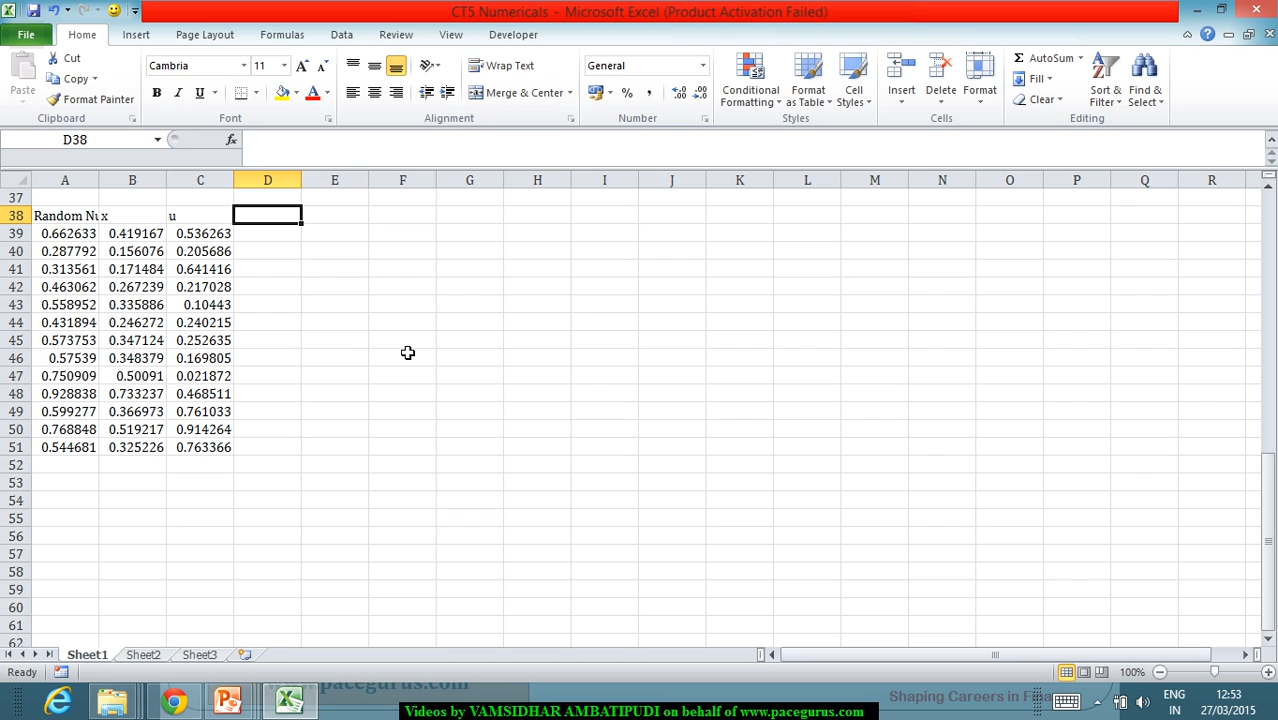 CT5 Numericals - Microsoft Excel (Product Activation Failed)
File Home Insert Page Layout Formulas Data Review View Developer
Paste Cut Copy Format Painter Clipboard
Cambria 11 B I U Font
Wrap Text Merge & Center Alignment
General % , Number
Conditional Formatting Format as Table Cell Styles Styles
Insert Delete Format Cells
Σ AutoSum Fill Clear Sort & Filter Find & Select Editing
D38 fx
A B C D E F G H I J K L M N O P Q R
37
38 Random Nu x u
39 0.662633 0.419167 0.536263
40 0.287792 0.156076 0.205686
41 0.313561 0.171484 0.641416
42 0.463062 0.267239 0.217028
43 0.558952 0.335886 0.10443
44 0.431894 0.246272 0.240215
45 0.573753 0.347124 0.252635
46 0.57539 0.348379 0.169805
47 0.750909 0.50091 0.021872
48 0.928838 0.733237 0.468511
49 0.599277 0.366973 0.761033
50 0.768848 0.519217 0.914264
51 0.544681 0.325226 0.763366
52
53
54
55
56
57
58
59
60
61
62
Sheet1 Sheet2 Sheet3
Ready 100%
www.pacegurus.com Shaping Careers in Fina
ENG 12:53
IN 27/03/2015
Videos by VAMSIDHAR AMBATIPUDI on behalf of www.pacegurus.com